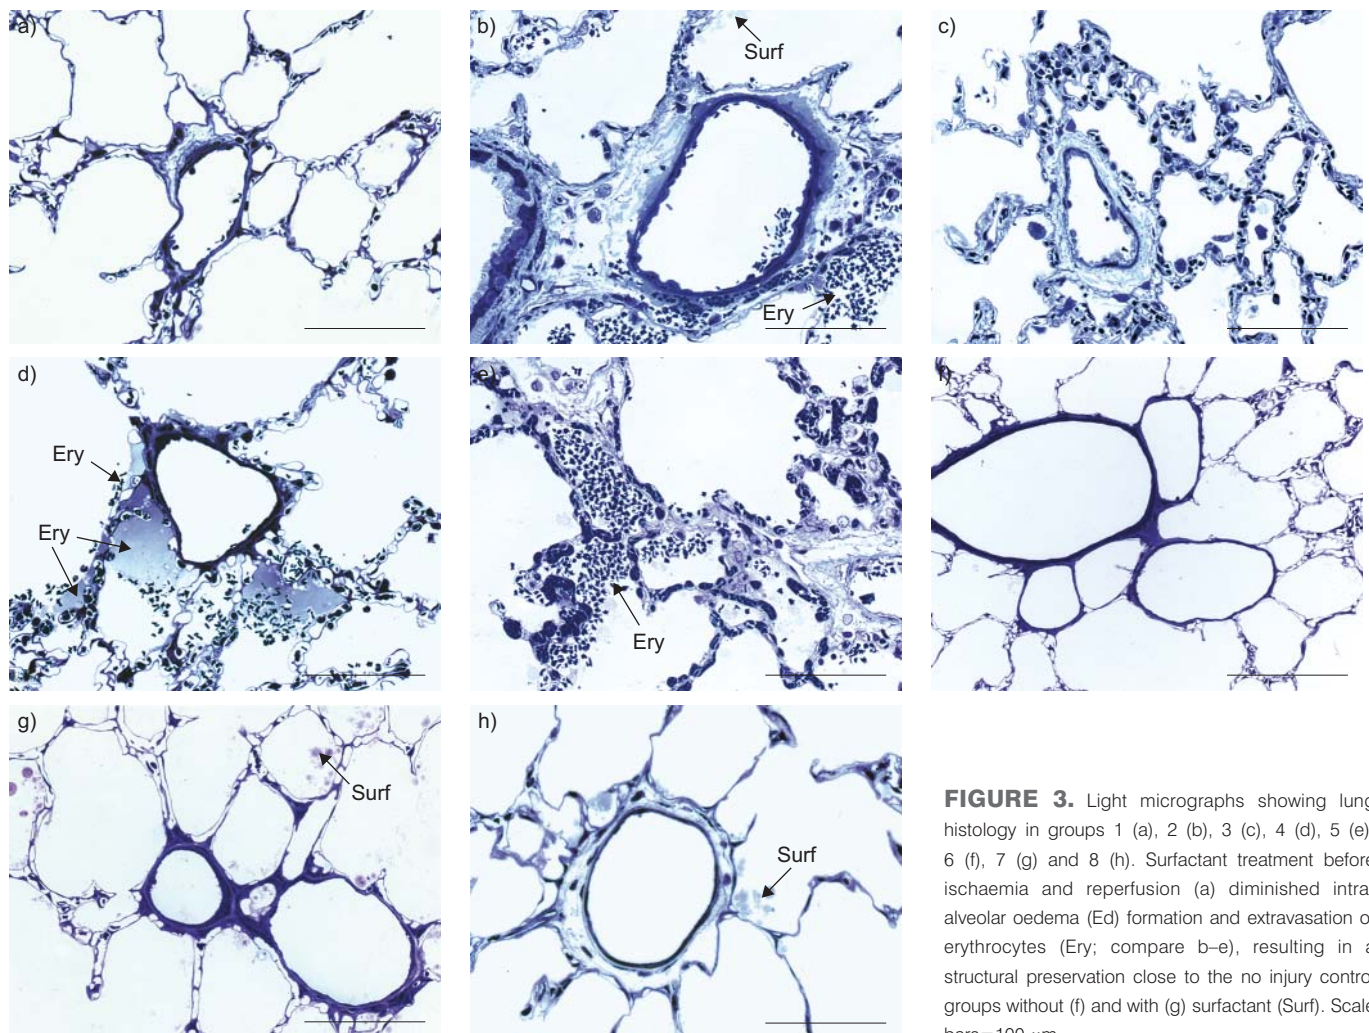 a)
b)
Surf
Ery
c)
d)
Ery
Ery
e)
Ery
f)
g)
Surf
h)
Surf
FIGURE 3. Light micrographs showing lung
histology in groups 1 (a), 2 (b), 3 (c), 4 (d), 5 (e)
6 (f), 7 (g) and 8 (h). Surfactant treatment before
ischaemia and reperfusion (a) diminished intra
alveolar oedema (Ed) formation and extravasation o
erythrocytes (Ery; compare b–e), resulting in a
structural preservation close to the no injury contro
groups without (f) and with (g) surfactant (Surf). Scale